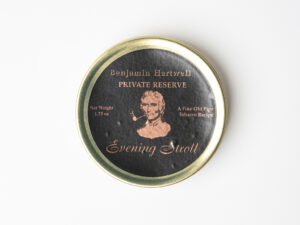 Benjamin Hartwell
PRIVATE RESERVE
Net Weight
1.75 oz
A Fine Old Pipe
Tobacco Recipe
Evening Stroll